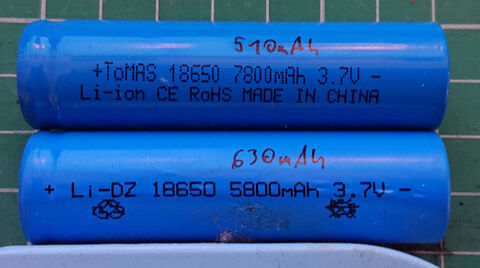 510mAh
+ToMAS 18650 7800mAh 3.7V -
Li-ion CE RoHS MADE IN CHINA
630mAh
+ Li-DZ 18650 5800mAh 3.7V -